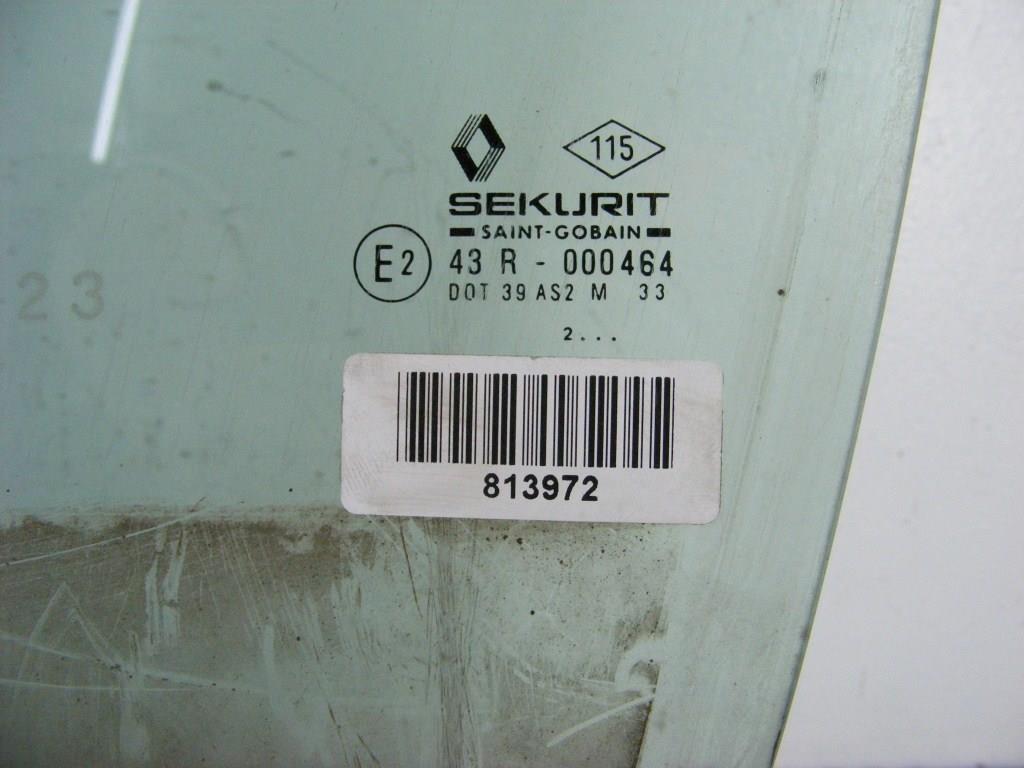 115
SEKURIT
SAINT-GOBAIN
E2 43 R - 000464
DOT 39 AS2 M 33
2...
23
813972